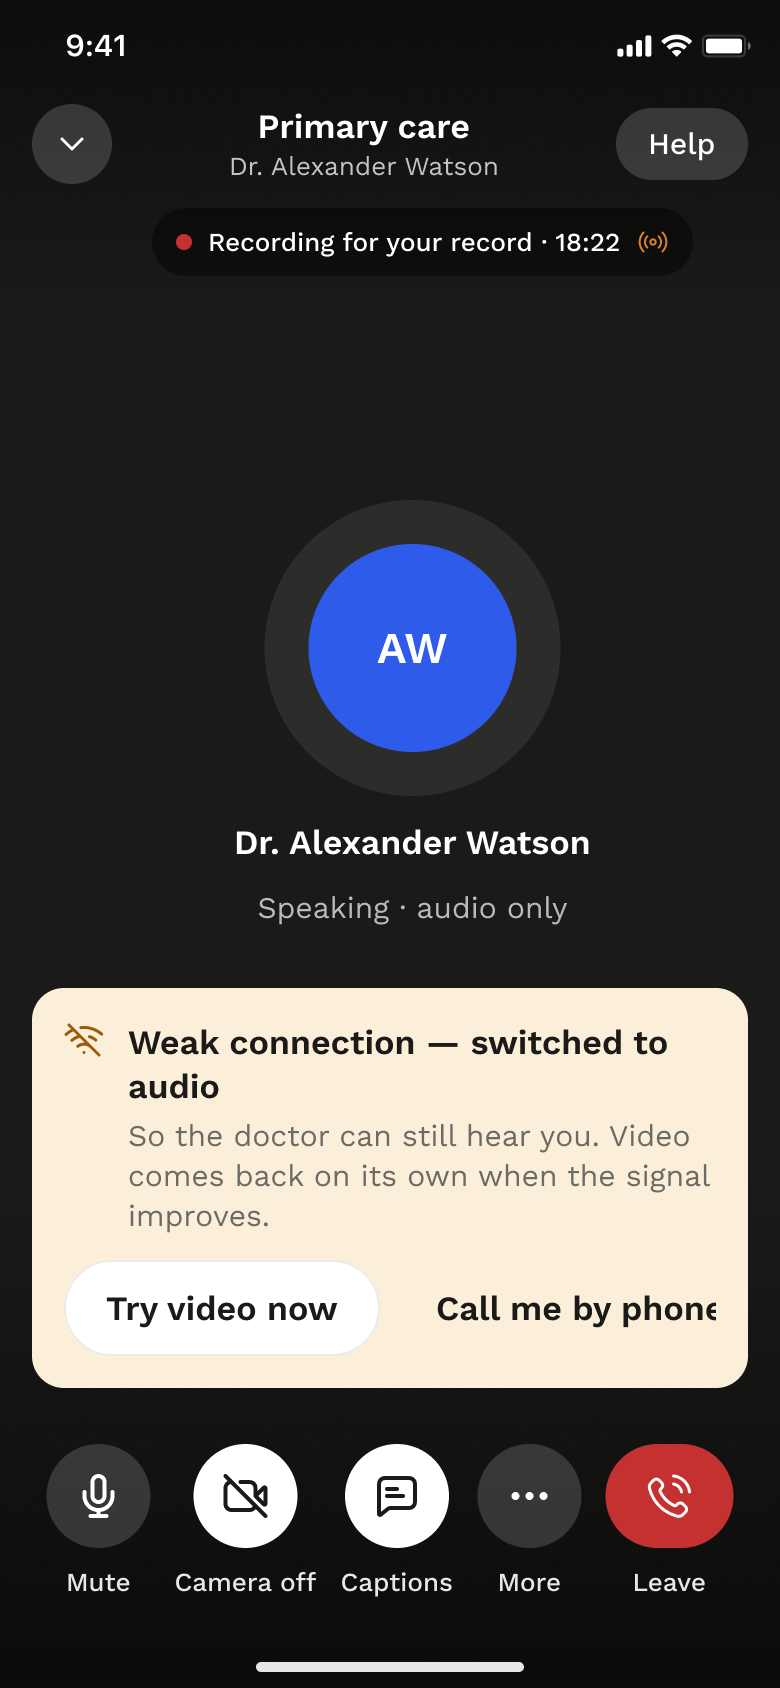 9:41
Primary care
Dr. Alexander Watson
Help
Recording for your record · 18:22
AW
Dr. Alexander Watson
Speaking · audio only
Weak connection — switched to
audio
So the doctor can still hear you. Video
comes back on its own when the signal
improves.
Try video now
Call me by phone
Mute
Camera off
Captions
More
Leave